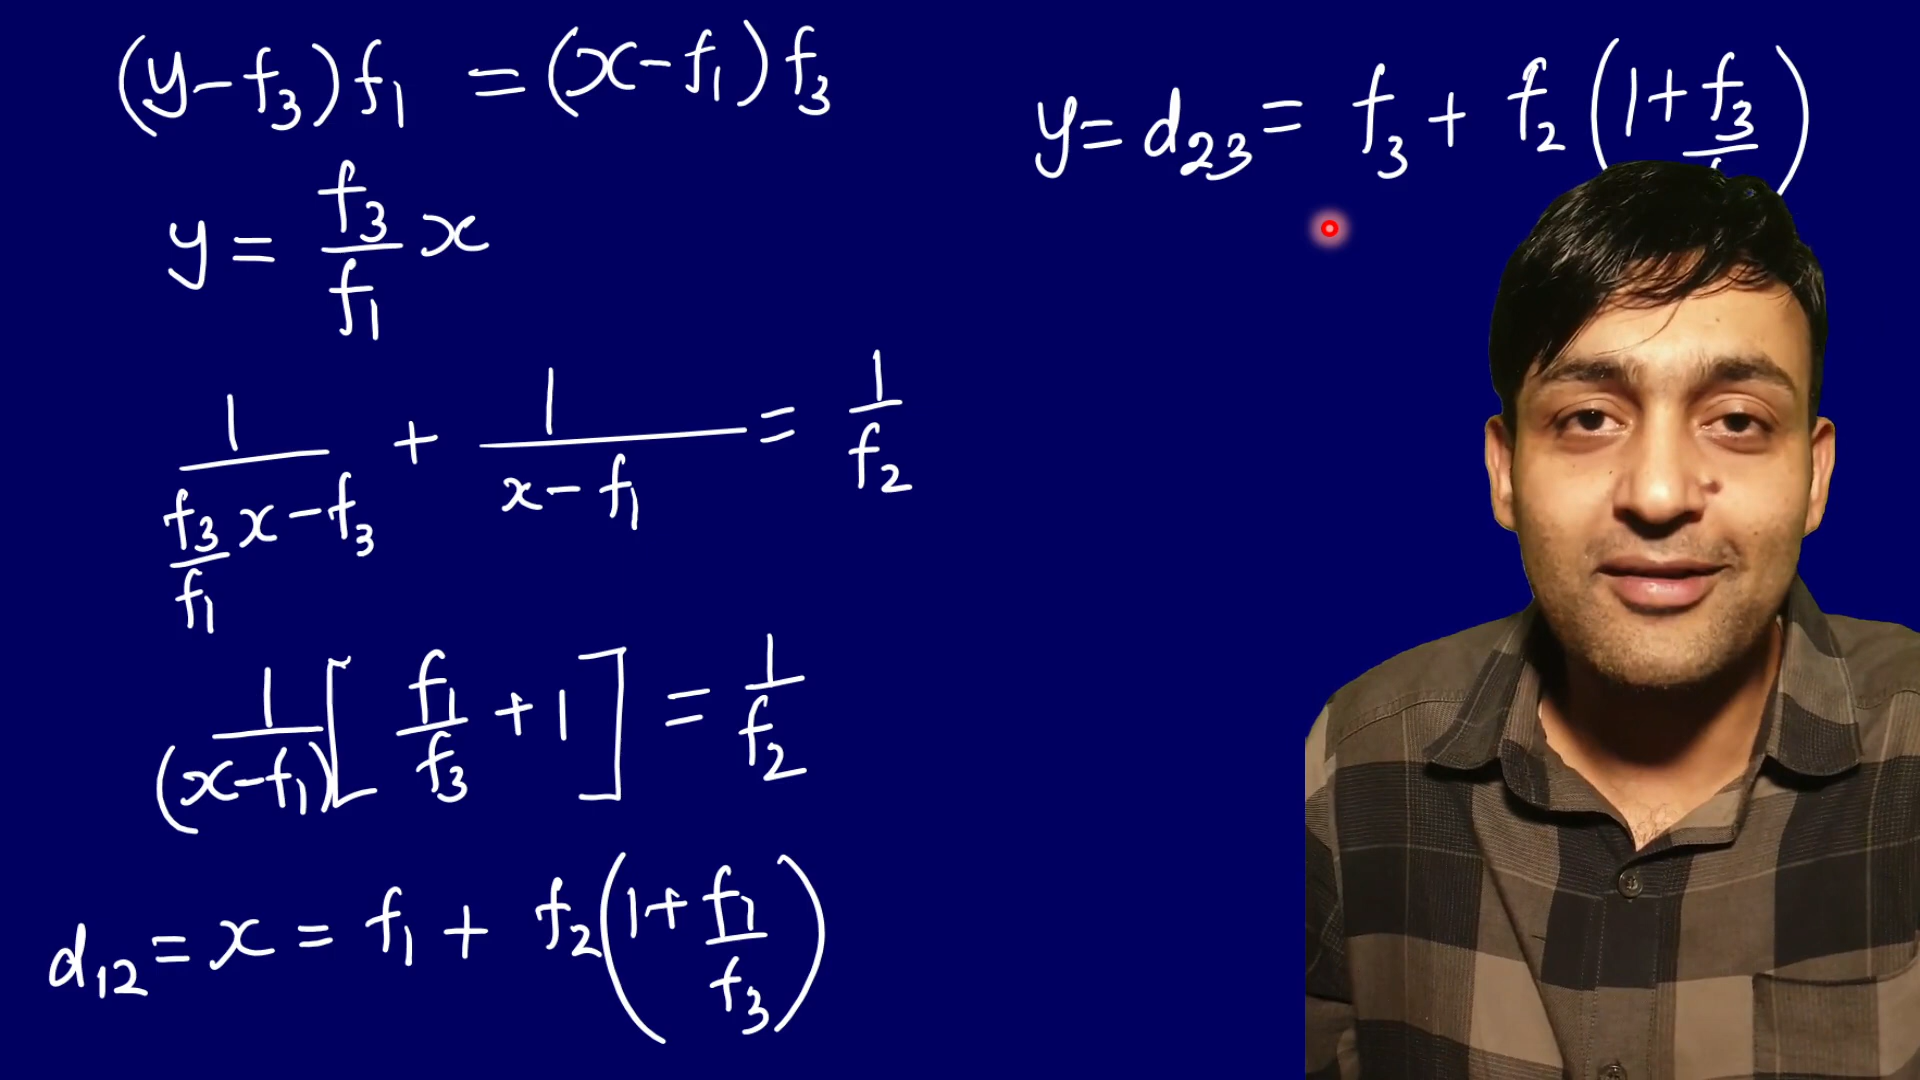 (y-f₃)f₁ = (x-f₁)f₃
y = f₃/f₁ x
1/(f₃/f₁ x - f₃) + 1/(x - f₁) = 1/f₂
1/(x-f₁) [f₁/f₃ + 1] = 1/f₂
d₁₂ = x = f₁ + f₂(1 + f₁/f₃)
y = d₂₃ = f₃ + f₂(1 + f₃/